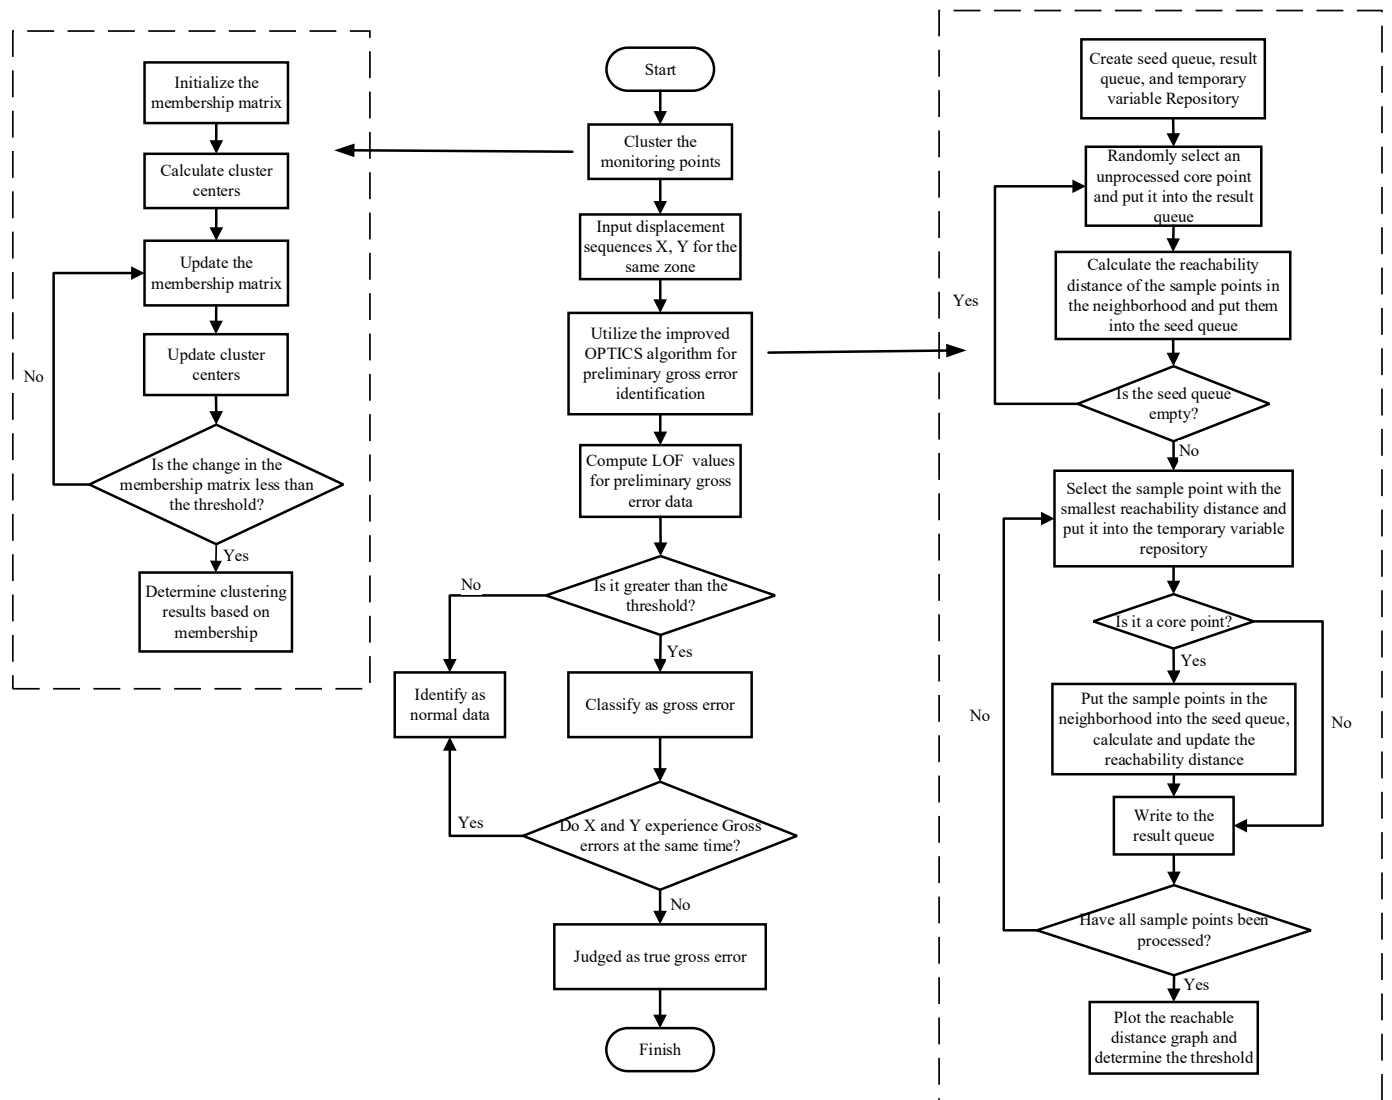 Initialize the
membership matrix
Calculate cluster
centers
Update the
membership matrix
Update cluster
centers
No
Is the change in the
membership matrix less than
the threshold?
Yes
Determine clustering
results based on
membership
Start
Cluster the
monitoring points
Input displacement
sequences X, Y for the
same zone
Utilize the improved
OPTICS algorithm for
preliminary gross error
identification
Compute LOF values
for preliminary gross
error data
Is it greater than the
threshold?
No
Yes
Identify as
normal data
Classify as gross error
Do X and Y experience Gross
errors at the same time?
Yes
No
Judged as true gross error
Finish
Create seed queue, result
queue, and temporary
variable Repository
Randomly select an
unprocessed core point
and put it into the result
queue
Calculate the reachability
distance of the sample points in
the neighborhood and put them
into the seed queue
Yes
Is the seed queue
empty?
No
Select the sample point with the
smallest reachability distance and
put it into the temporary variable
repository
Is it a core point?
Yes
Put the sample points in the
neighborhood into the seed queue,
calculate and update the
reachability distance
No
No
Write to the
result queue
Have all sample points been
processed?
Yes
Plot the reachable
distance graph and
determine the threshold